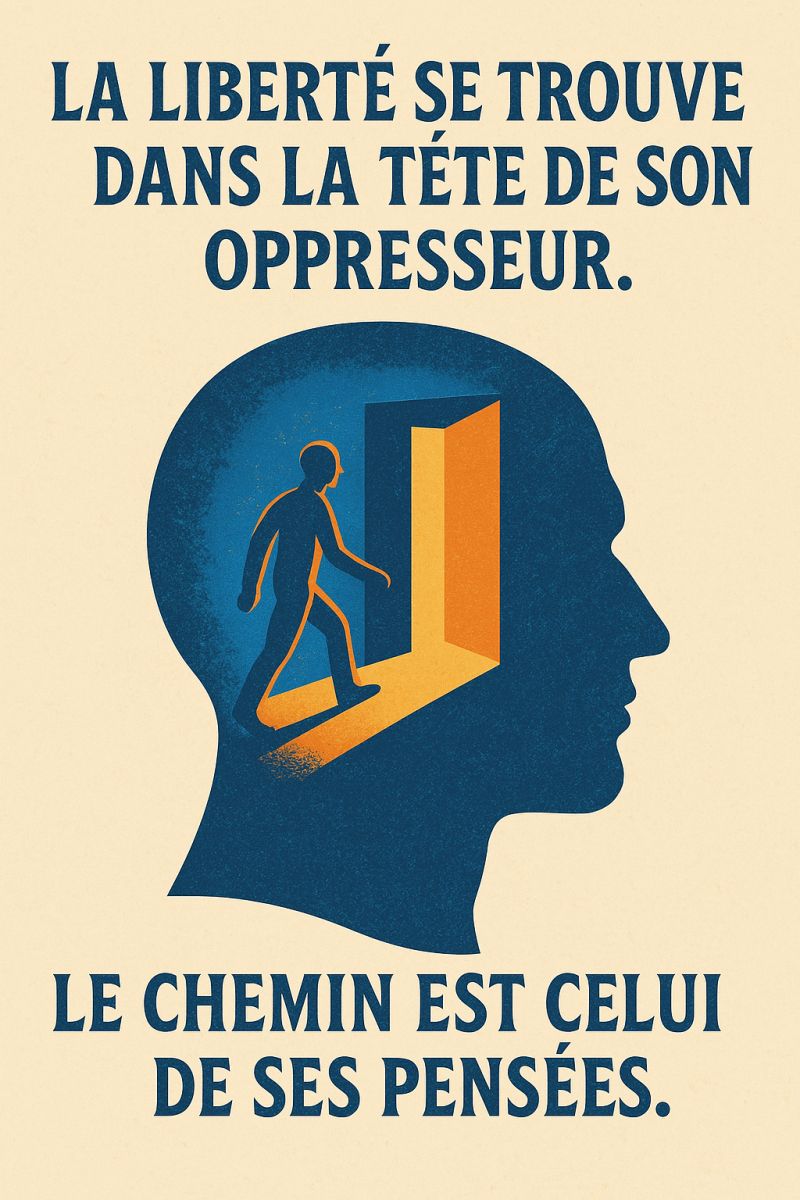 LA LIBERTÉ SE TROUVE
DANS LA TÉTE DE SON
OPPRESSEUR.
LE CHEMIN EST CELUI
DE SES PENSÉES.